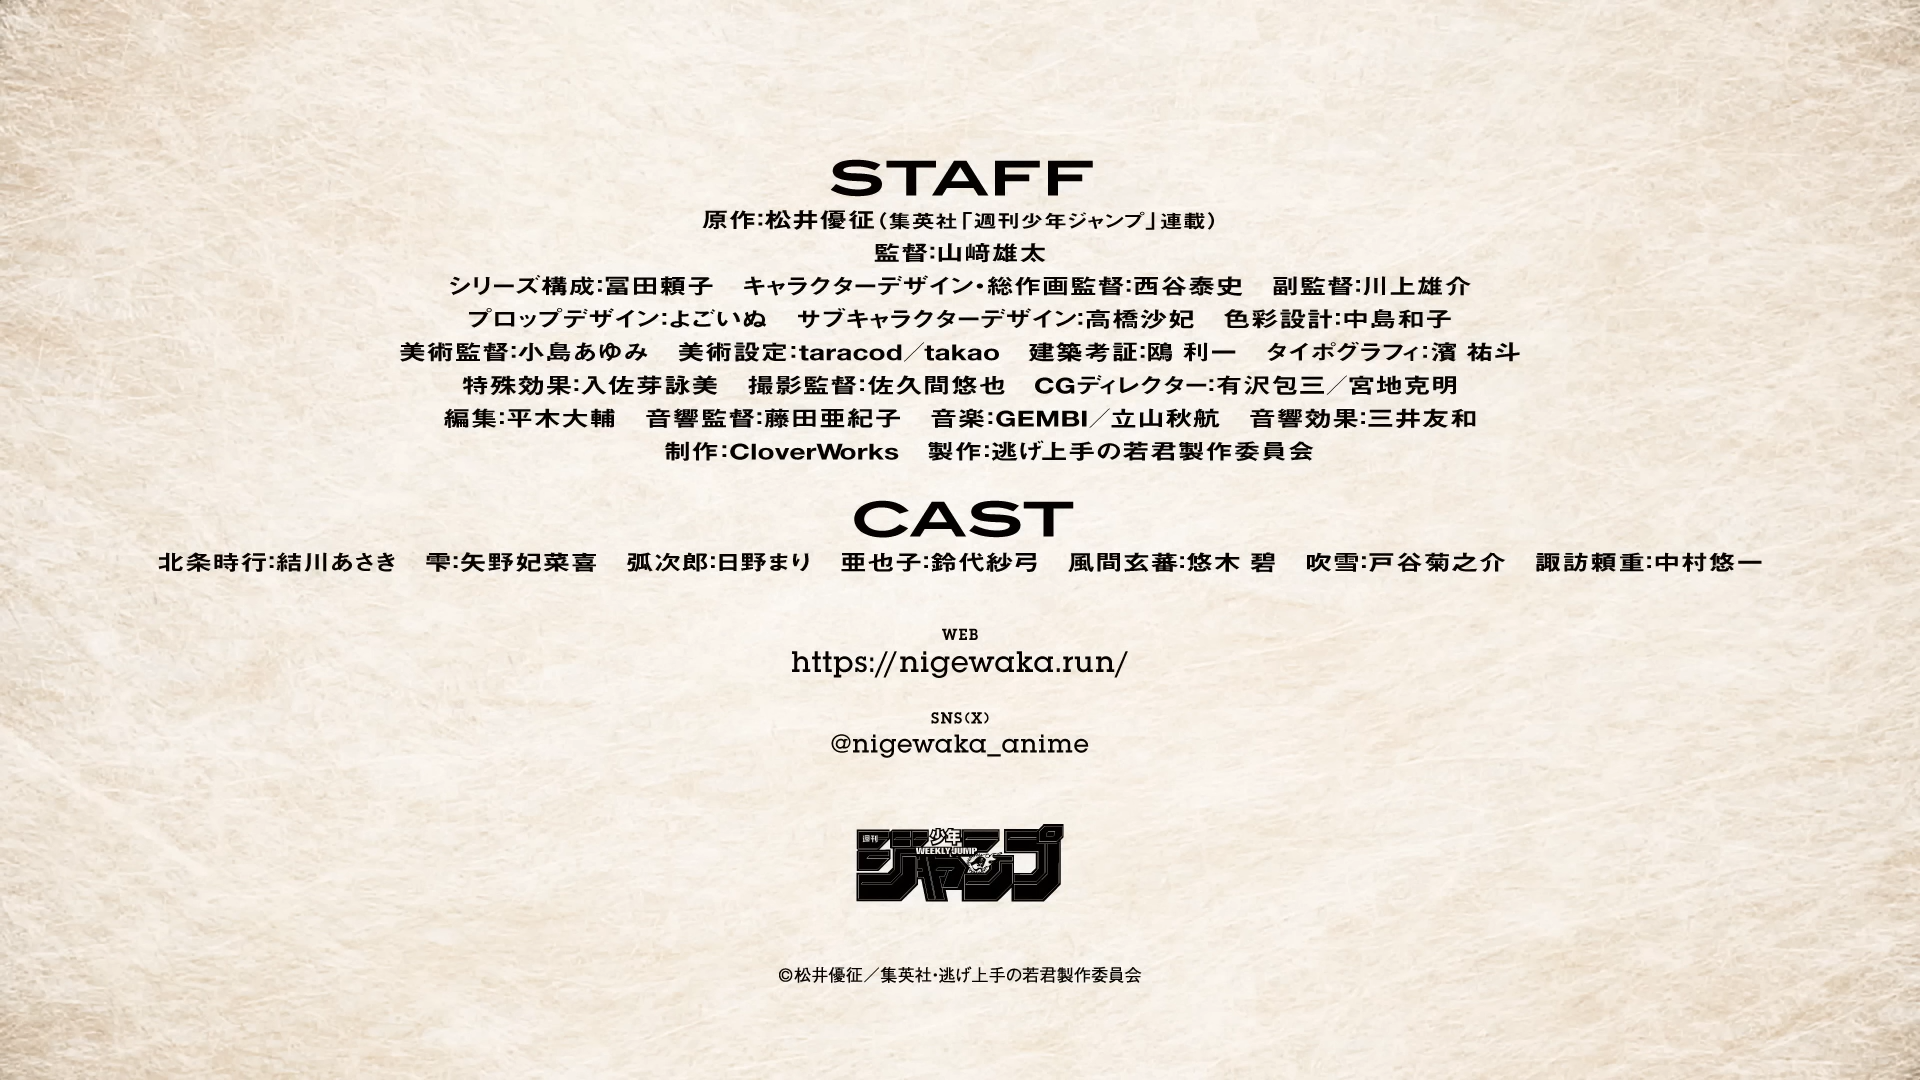 STAFF
原作:松井優征(集英社「週刊少年ジャンプ」連載)
監督:山﨑雄太
シリーズ構成:冨田頼子　キャラクターデザイン・総作画監督:西谷泰史　副監督:川上雄介
プロップデザイン:よごいぬ　サブキャラクターデザイン:高橋沙妃　色彩設計:中島和子
美術監督:小島あゆみ　美術設定:taracod／takao　建築考証:鴎 利一　タイポグラフィ:濱 祐斗
特殊効果:入佐芽詠美　撮影監督:佐久間悠也　CGディレクター:有沢包三／宮地克明
編集:平木大輔　音響監督:藤田亜紀子　音楽:GEMBI／立山秋航　音響効果:三井友和
制作:CloverWorks　製作:逃げ上手の若君製作委員会
CAST
北条時行:結川あさき　雫:矢野妃菜喜　弧次郎:日野まり　亜也子:鈴代紗弓　風間玄蕃:悠木 碧　吹雪:戸谷菊之介　諏訪頼重:中村悠一
WEB
https://nigewaka.run/
SNS(X)
@nigewaka_anime
週刊少年ジャンプ
WEEKLY JUMP
©松井優征／集英社・逃げ上手の若君製作委員会